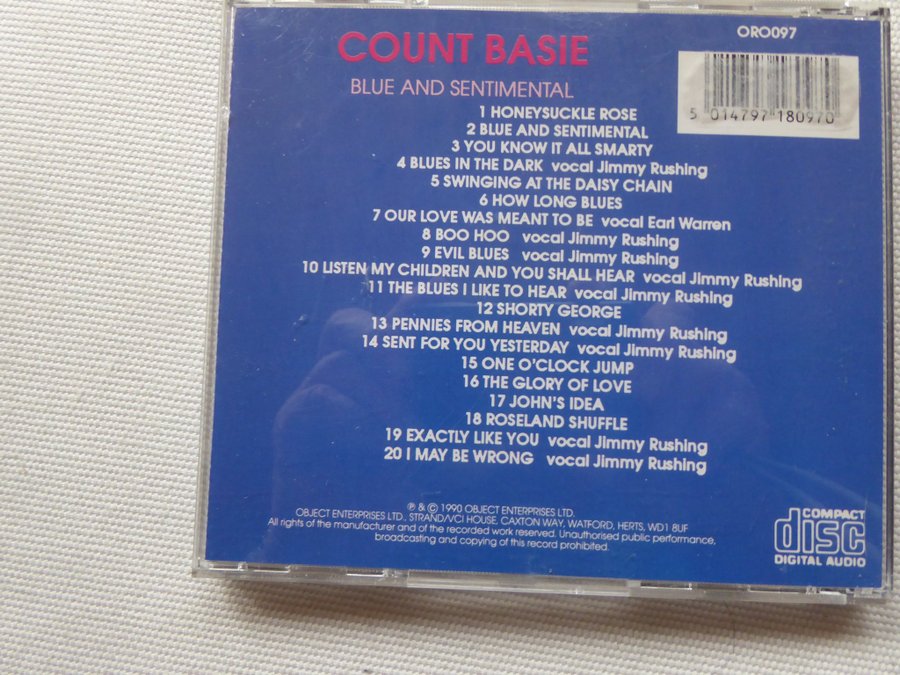 ORO097
COUNT BASIE
BLUE AND SENTIMENTAL
5 014797 180970
1 HONEYSUCKLE ROSE
2 BLUE AND SENTIMENTAL
3 YOU KNOW IT ALL SMARTY
4 BLUES IN THE DARK vocal Jimmy Rushing
5 SWINGING AT THE DAISY CHAIN
6 HOW LONG BLUES
7 OUR LOVE WAS MEANT TO BE vocal Earl Warren
8 BOO HOO vocal Jimmy Rushing
9 EVIL BLUES vocal Jimmy Rushing
10 LISTEN MY CHILDREN AND YOU SHALL HEAR vocal Jimmy Rushing
11 THE BLUES I LIKE TO HEAR vocal Jimmy Rushing
12 SHORTY GEORGE
13 PENNIES FROM HEAVEN vocal Jimmy Rushing
14 SENT FOR YOU YESTERDAY vocal Jimmy Rushing
15 ONE O'CLOCK JUMP
16 THE GLORY OF LOVE
17 JOHN'S IDEA
18 ROSELAND SHUFFLE
19 EXACTLY LIKE YOU vocal Jimmy Rushing
20 I MAY BE WRONG vocal Jimmy Rushing
℗ & © 1990 OBJECT ENTERPRISES LTD.
OBJECT ENTERPRISES LTD., STRAND/VCI HOUSE, CAXTON WAY, WATFORD, HERTS, WD1 8UF
All rights of the manufacturer and of the recorded work reserved. Unauthorised public performance,
broadcasting and copying of this record prohibited.
COMPACT
disc
DIGITAL AUDIO